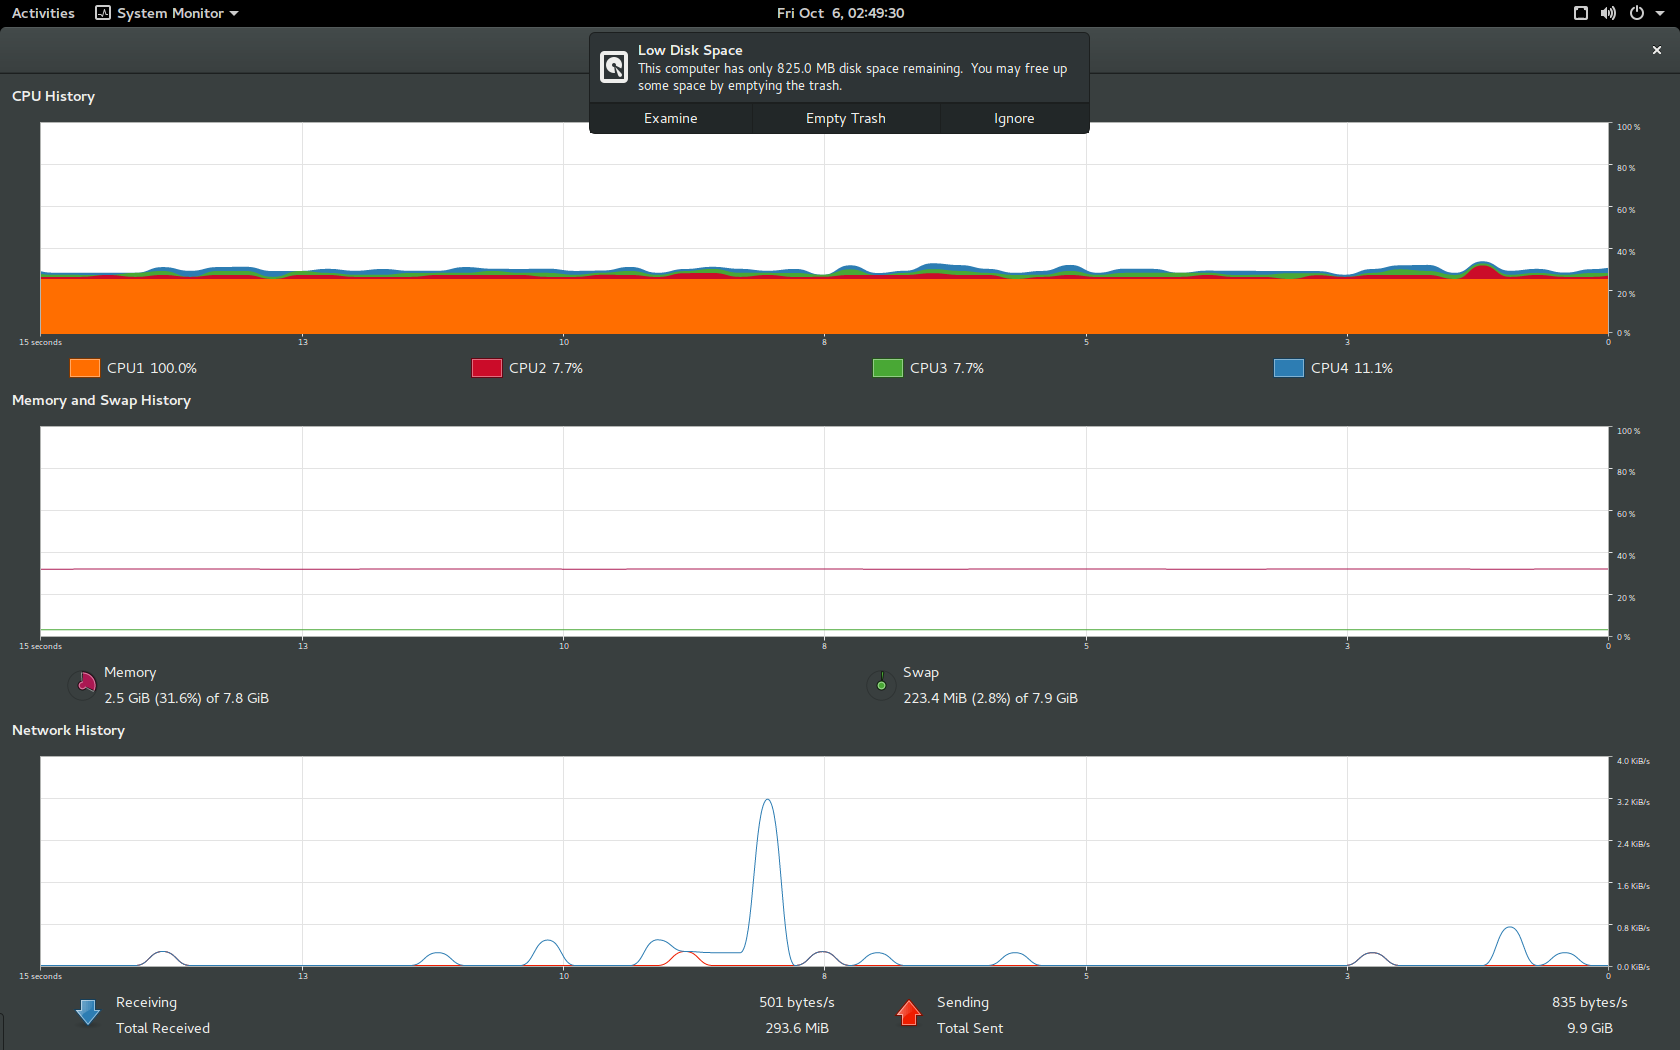 Activities System Monitor Fri Oct 6, 02:49:30
Low Disk Space
This computer has only 825.0 MB disk space remaining. You may free up
some space by emptying the trash.
Examine Empty Trash Ignore
CPU History
100 %
80 %
60 %
40 %
20 %
0 %
15 seconds 13 10 8 5 3 0
CPU1 100.0% CPU2 7.7% CPU3 7.7% CPU4 11.1%
Memory and Swap History
100 %
80 %
60 %
40 %
20 %
0 %
15 seconds 13 10 8 5 3 0
Memory Swap
2.5 GiB (31.6%) of 7.8 GiB 223.4 MiB (2.8%) of 7.9 GiB
Network History
4.0 KiB/s
3.2 KiB/s
2.4 KiB/s
1.6 KiB/s
0.8 KiB/s
0.0 KiB/s
15 seconds 13 10 8 5 3 0
Receiving 501 bytes/s Sending 835 bytes/s
Total Received 293.6 MiB Total Sent 9.9 GiB